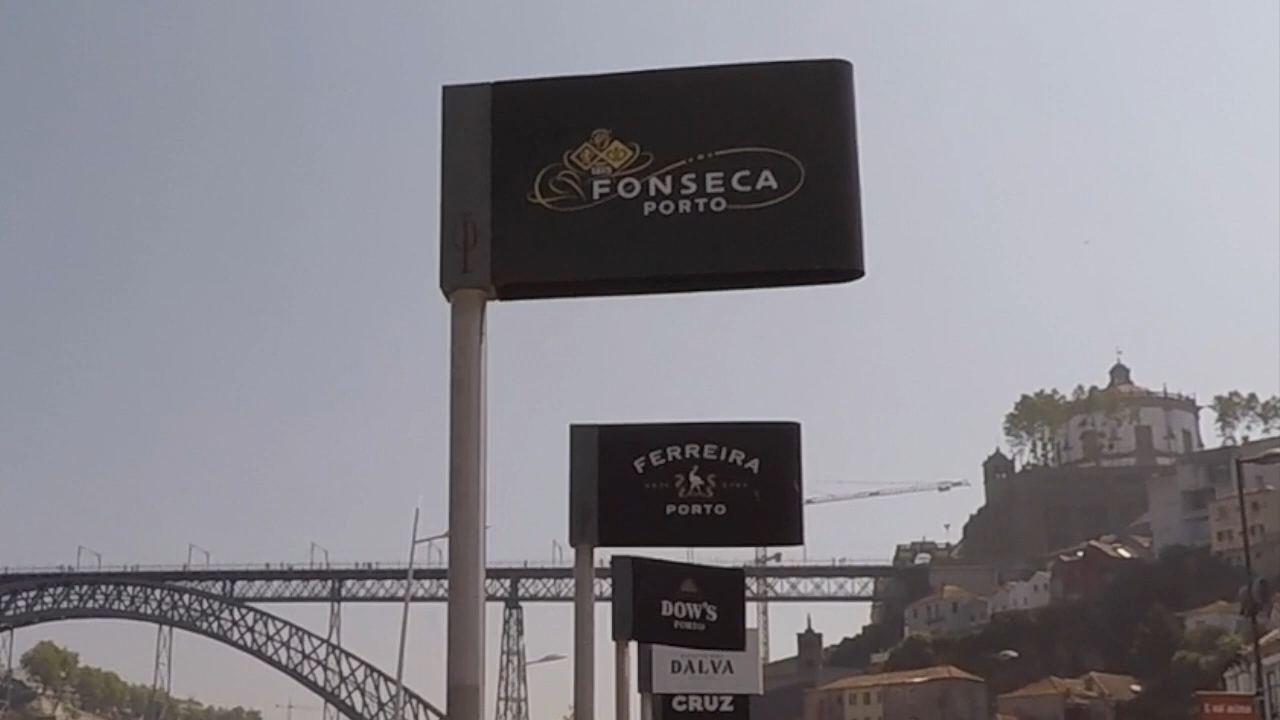 FONSECA
PORTO
FERREIRA
PORTO
DOW'S
PORTO
DALVA
CRUZ